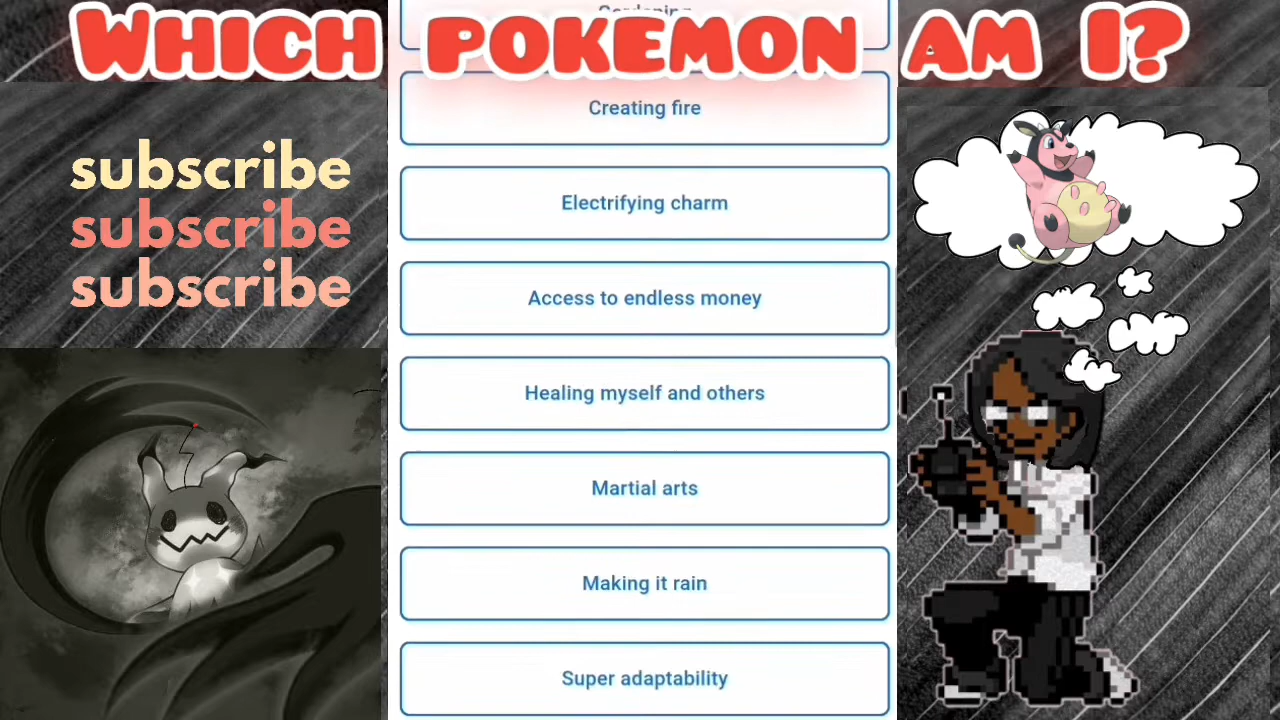 WHICH POKEMON AM I?
subscribe
subscribe
subscribe
Gardening
Creating fire
Electrifying charm
Access to endless money
Healing myself and others
Martial arts
Making it rain
Super adaptability